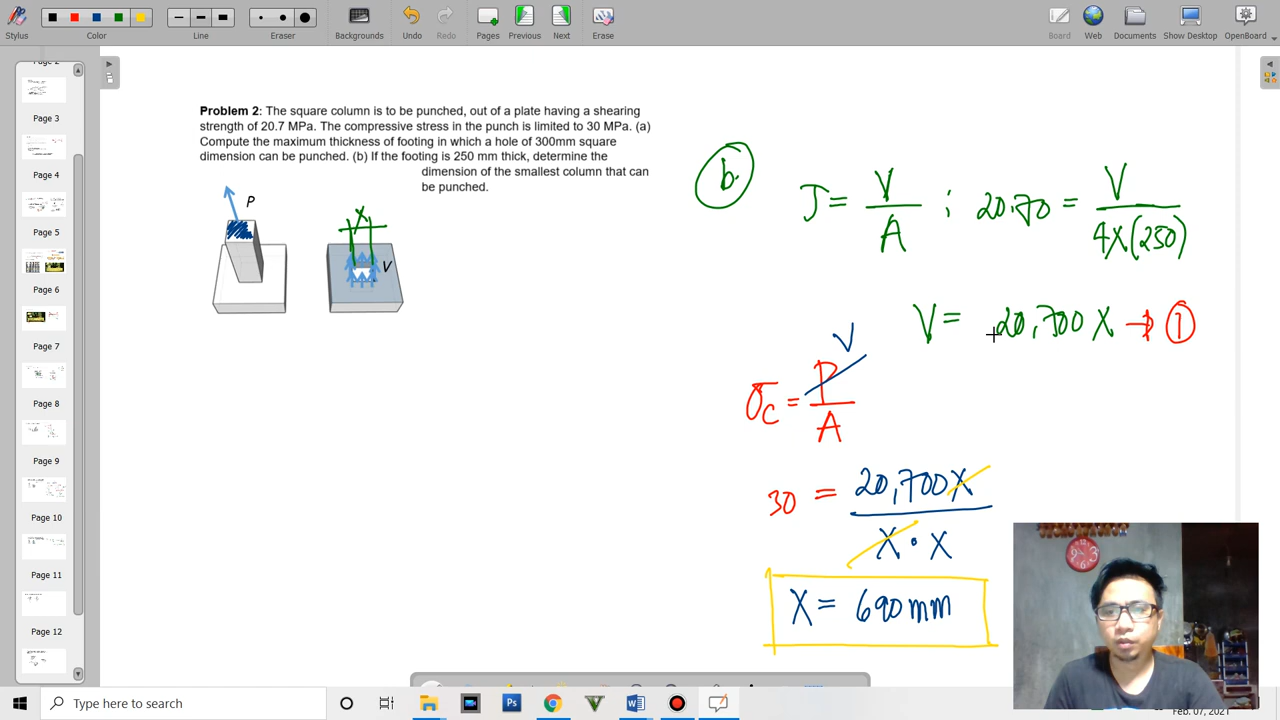 Stylus
Color
Line
Eraser
Backgrounds
Undo
Redo
Pages
Previous
Next
Erase
Board
Web
Documents
Show Desktop
OpenBoard
Page 2
Page 3
Page 4
Page 5
Page 6
Page 7
Page 8
Page 9
Page 10
Page 11
Page 12
Problem 2: The square column is to be punched, out of a plate having a shearing
strength of 20.7 MPa. The compressive stress in the punch is limited to 30 MPa. (a)
Compute the maximum thickness of footing in which a hole of 300mm square
dimension can be punched. (b) If the footing is 250 mm thick, determine the
dimension of the smallest column that can
be punched.
P
X
V
b.
J = V / A ; 20.70 = V / 4X(250)
V = 20,700 X → ①
V
σc = P / A
30 = 20,700X / X · X
X = 690mm
Type here to search
Feb. 07, 2021